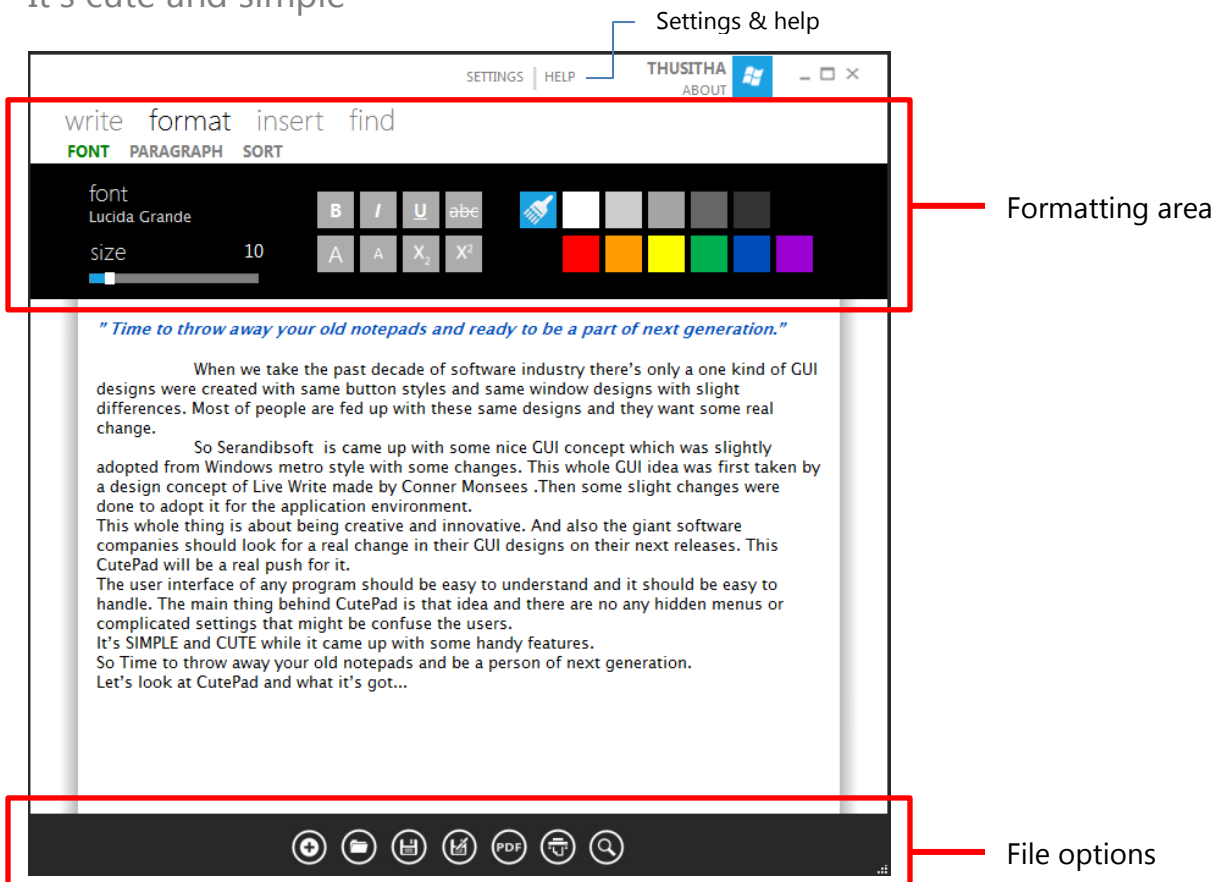 It's cute and simple
Settings & help
SETTINGS | HELP
THUSITHA
ABOUT
write format insert find
FONT PARAGRAPH SORT
font
Lucida Grande
size 10
B I U abc
A A X2 X2
" Time to throw away your old notepads and ready to be a part of next generation."
When we take the past decade of software industry there's only a one kind of GUI
designs were created with same button styles and same window designs with slight
differences. Most of people are fed up with these same designs and they want some real
change.
So Serandibsoft  is came up with some nice GUI concept which was slightly
adopted from Windows metro style with some changes. This whole GUI idea was first taken by
a design concept of Live Write made by Conner Monsees .Then some slight changes were
done to adopt it for the application environment.
This whole thing is about being creative and innovative. And also the giant software
companies should look for a real change in their GUI designs on their next releases. This
CutePad will be a real push for it.
The user interface of any program should be easy to understand and it should be easy to
handle. The main thing behind CutePad is that idea and there are no any hidden menus or
complicated settings that might be confuse the users.
It's SIMPLE and CUTE while it came up with some handy features.
So Time to throw away your old notepads and be a person of next generation.
Let's look at CutePad and what it's got...
Formatting area
PDF
File options